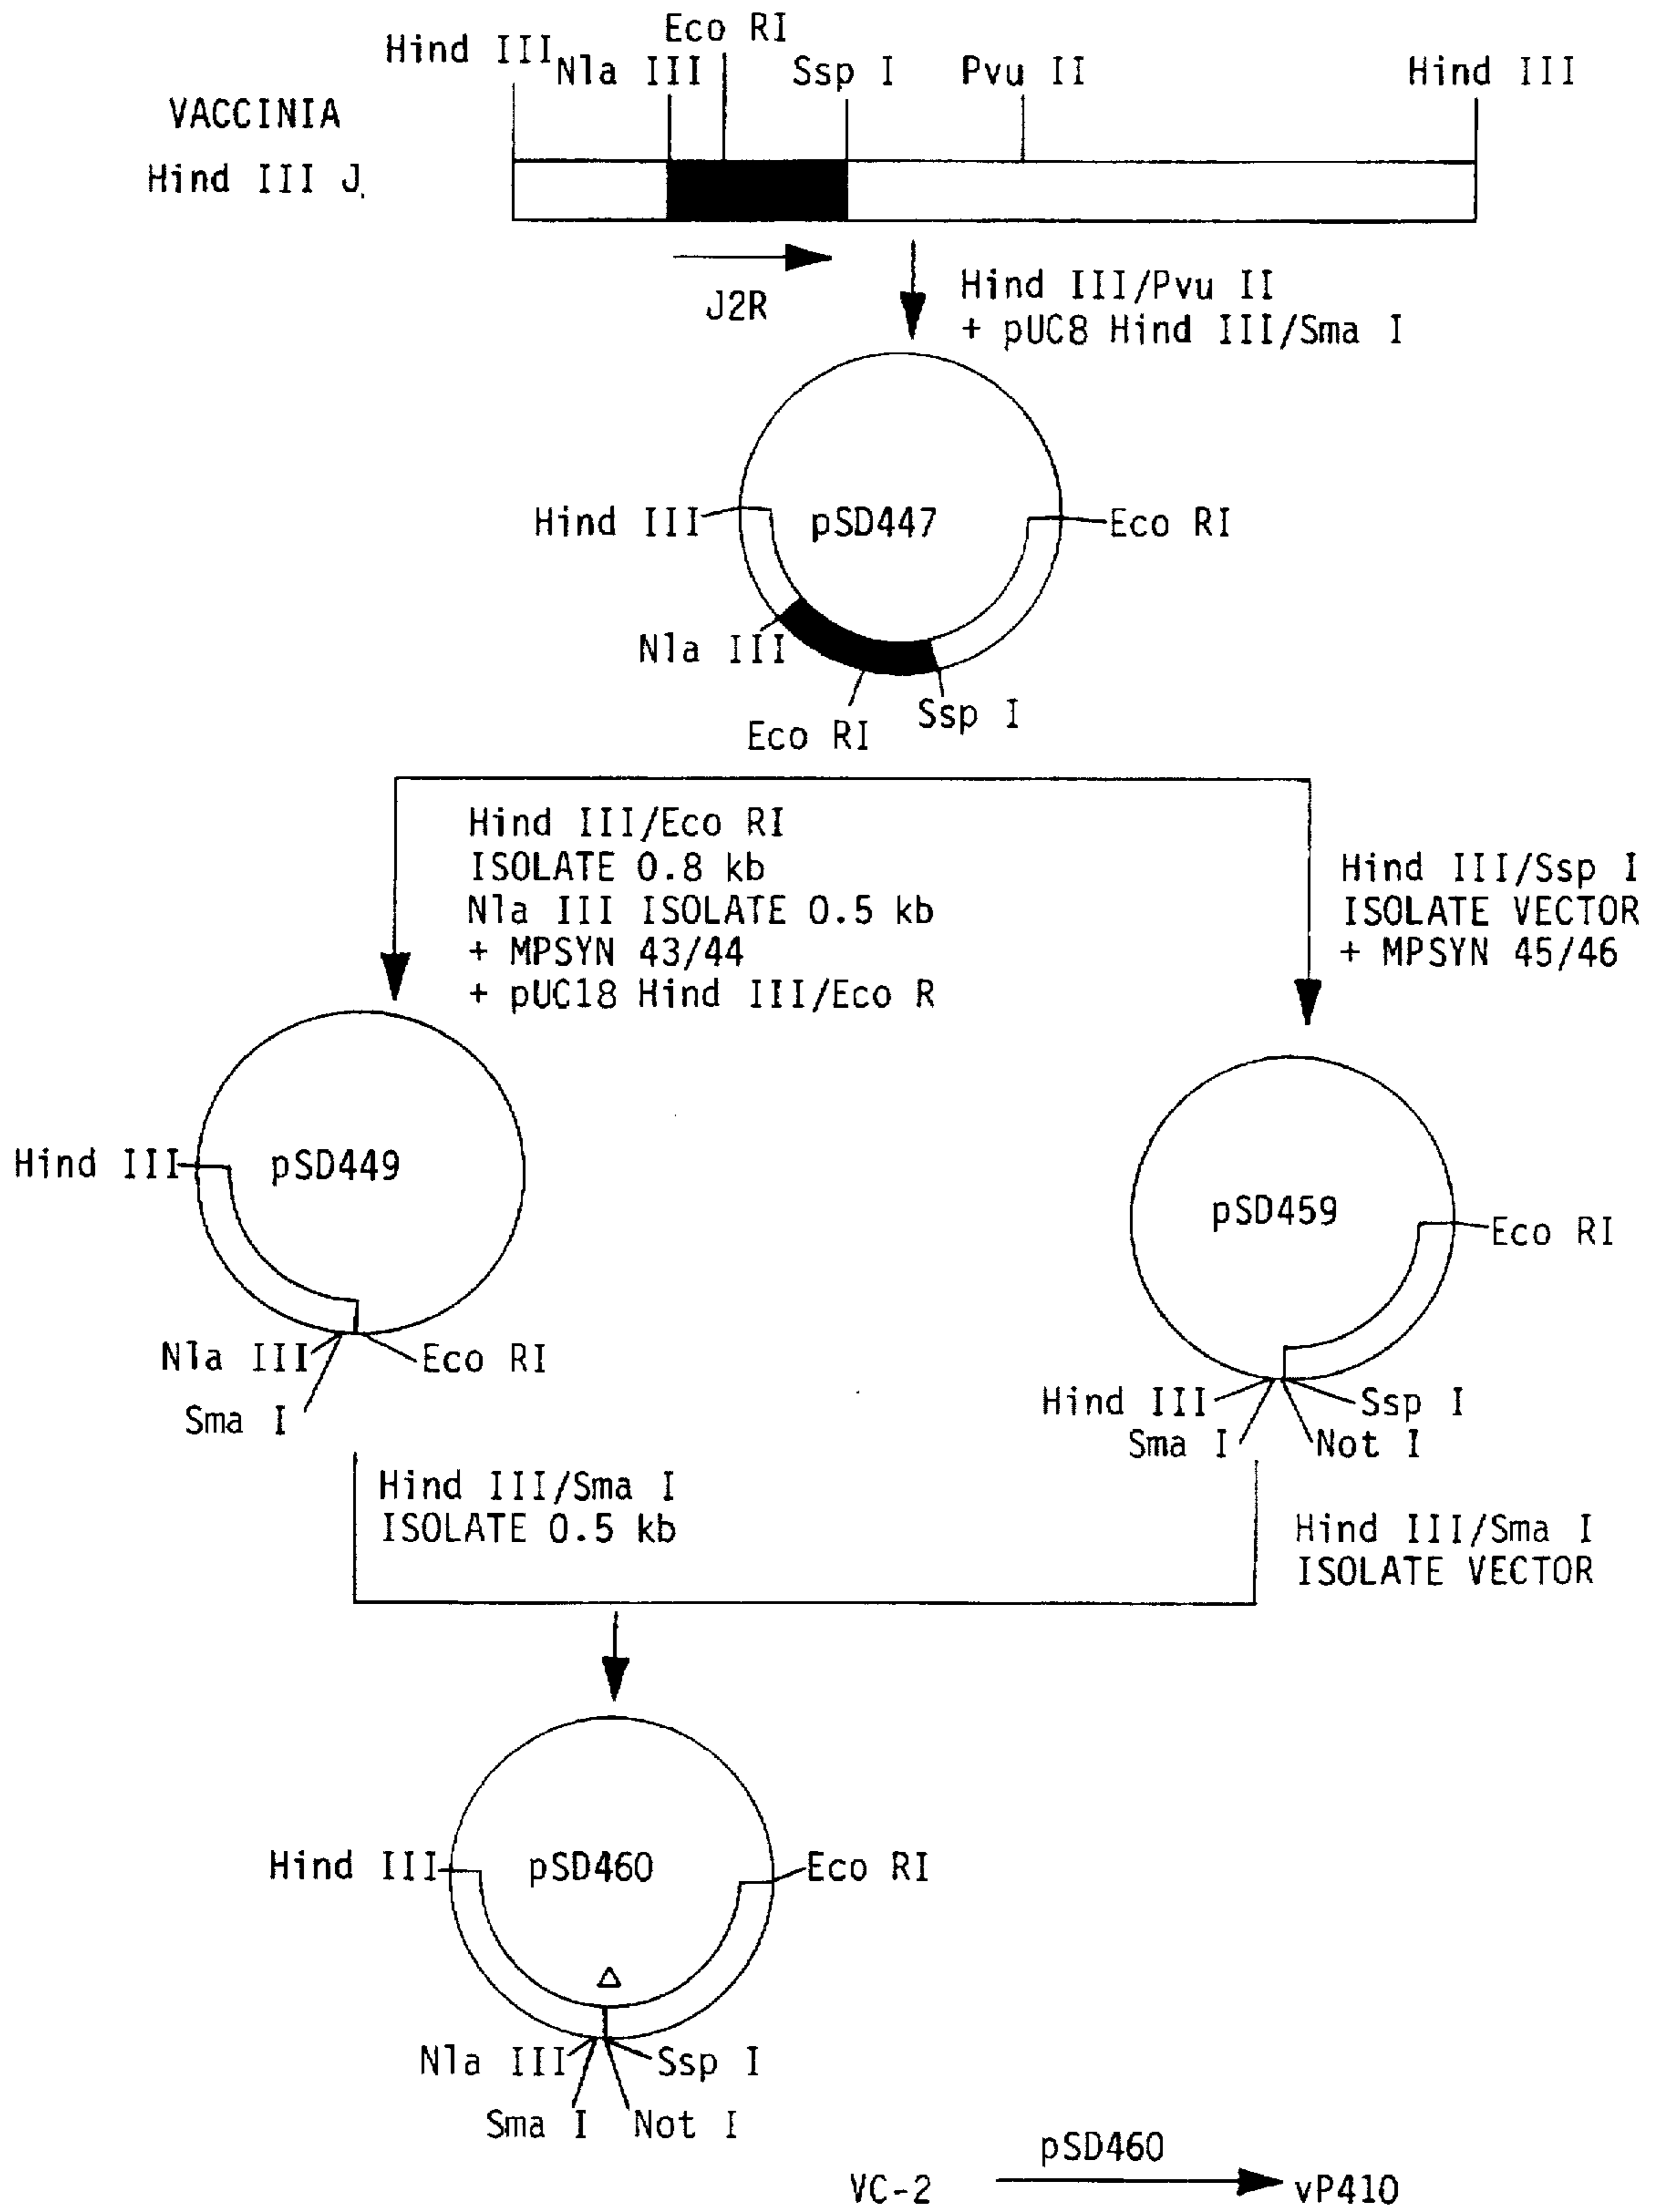 Eco RI
Hind III
Nla III
Ssp I
Pvu II
Hind III
VACCINIA
Hind III J
J2R
Hind III/Pvu II
+ pUC8 Hind III/Sma I
Hind III
pSD447
Eco RI
Nla III
Ssp I
Eco RI
Hind III/Eco RI
ISOLATE 0.8 kb
Nla III ISOLATE 0.5 kb
+ MPSYN 43/44
+ pUC18 Hind III/Eco R
Hind III/Ssp I
ISOLATE VECTOR
+ MPSYN 45/46
Hind III
pSD449
Nla III
Eco RI
Sma I
pSD459
Eco RI
Hind III
Ssp I
Sma I
Not I
Hind III/Sma I
ISOLATE 0.5 kb
Hind III/Sma I
ISOLATE VECTOR
Hind III
pSD460
Eco RI
Δ
Nla III
Ssp I
Sma I
Not I
pSD460
VC-2
vP410